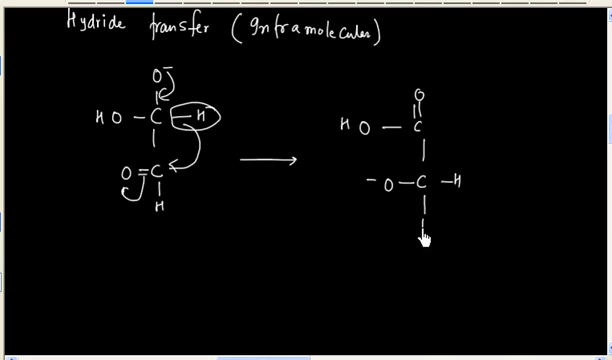 Hydride transfer (Intramolecular)
O−
HO − C − H
O = C
H
O
HO − C
− O − C − H